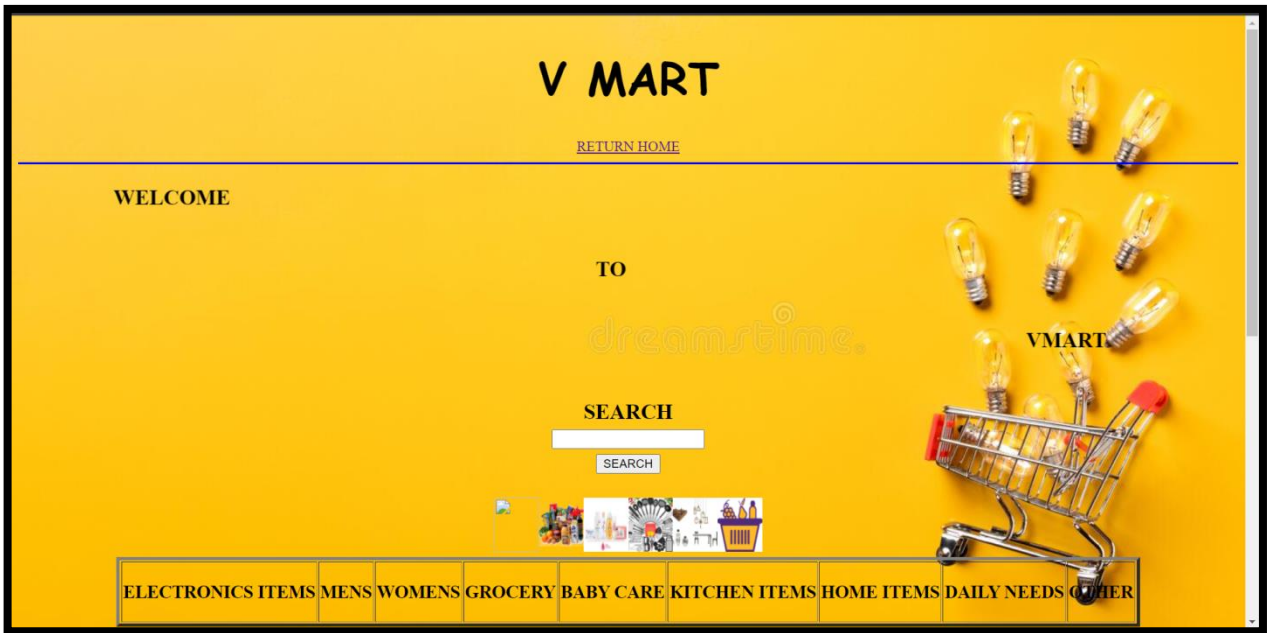 V MART
RETURN HOME
WELCOME
TO
dreamstime.
VMART.
SEARCH
SEARCH
ELECTRONICS ITEMS MENS WOMENS GROCERY BABY CARE KITCHEN ITEMS HOME ITEMS DAILY NEEDS OTHER